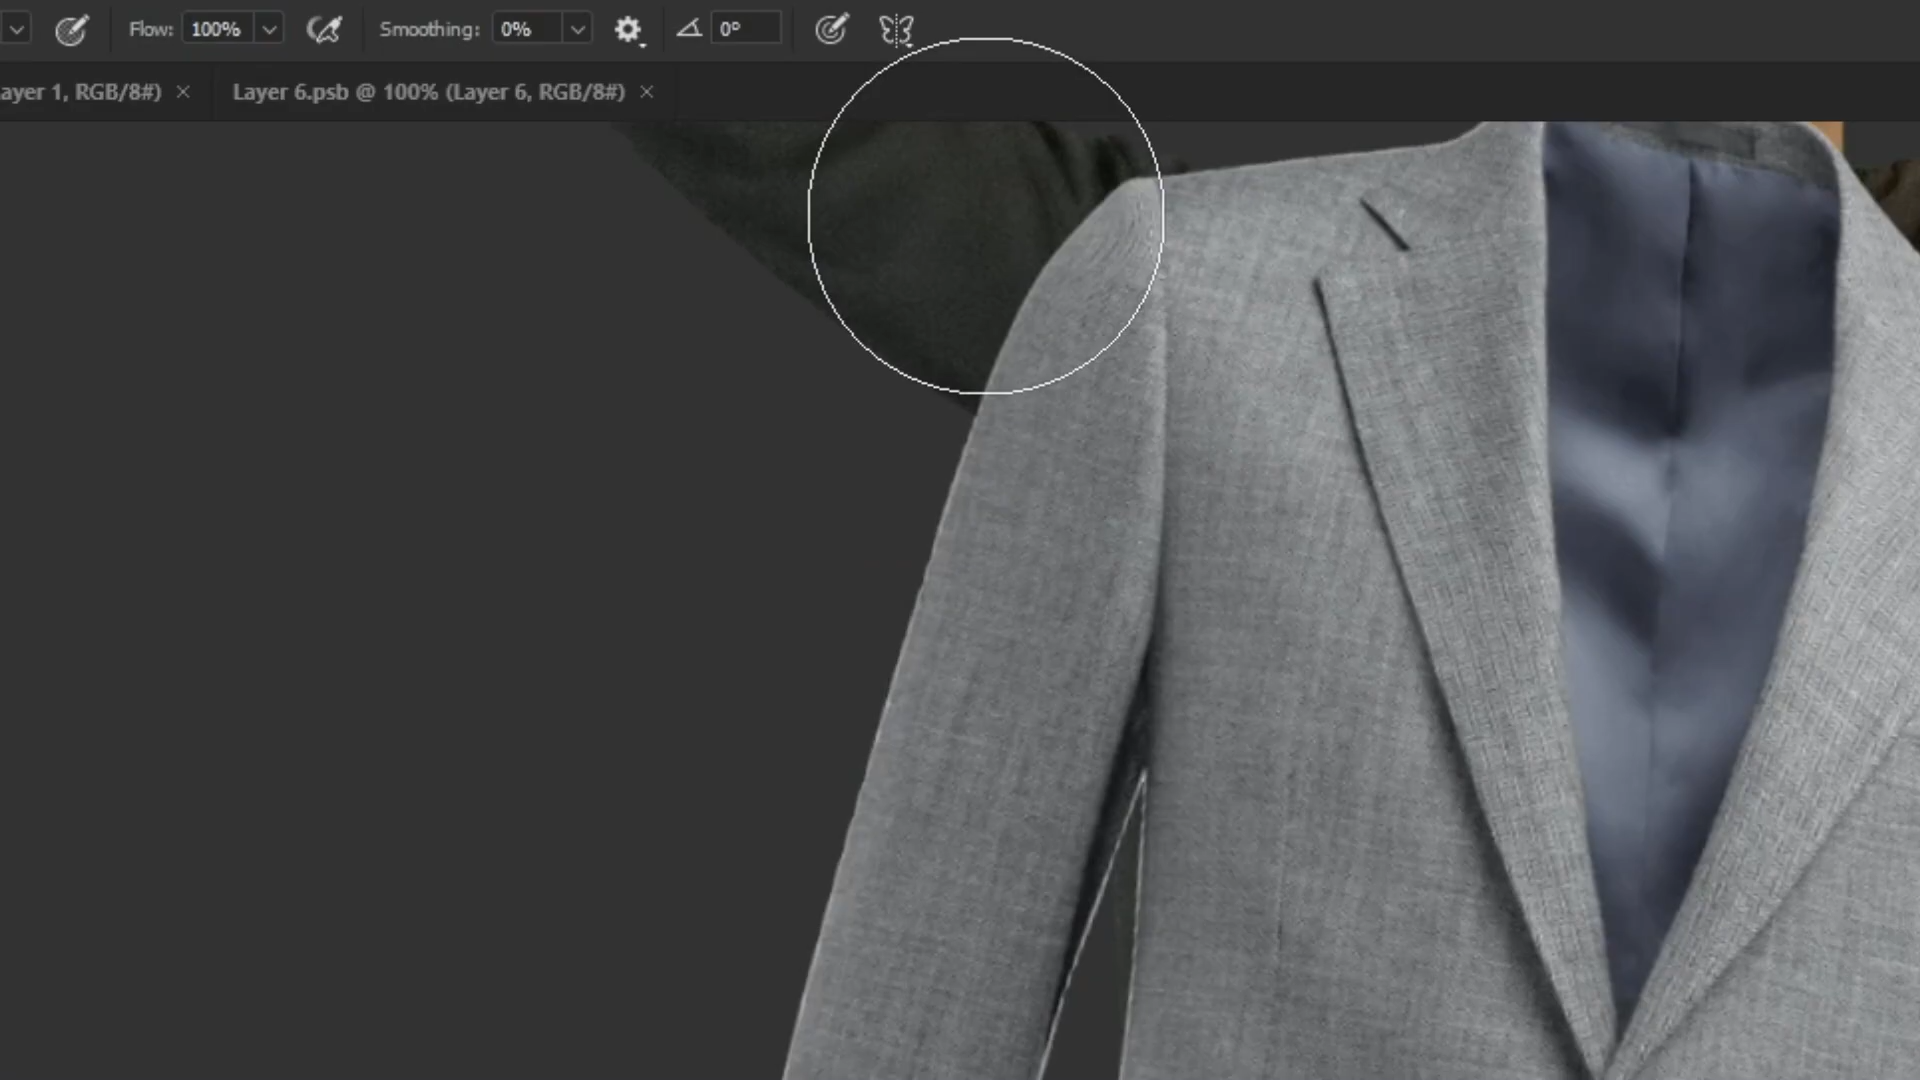 Flow: 100% Smoothing: 0% 0°
ayer 1, RGB/8#) × Layer 6.psb @ 100% (Layer 6, RGB/8#) ×